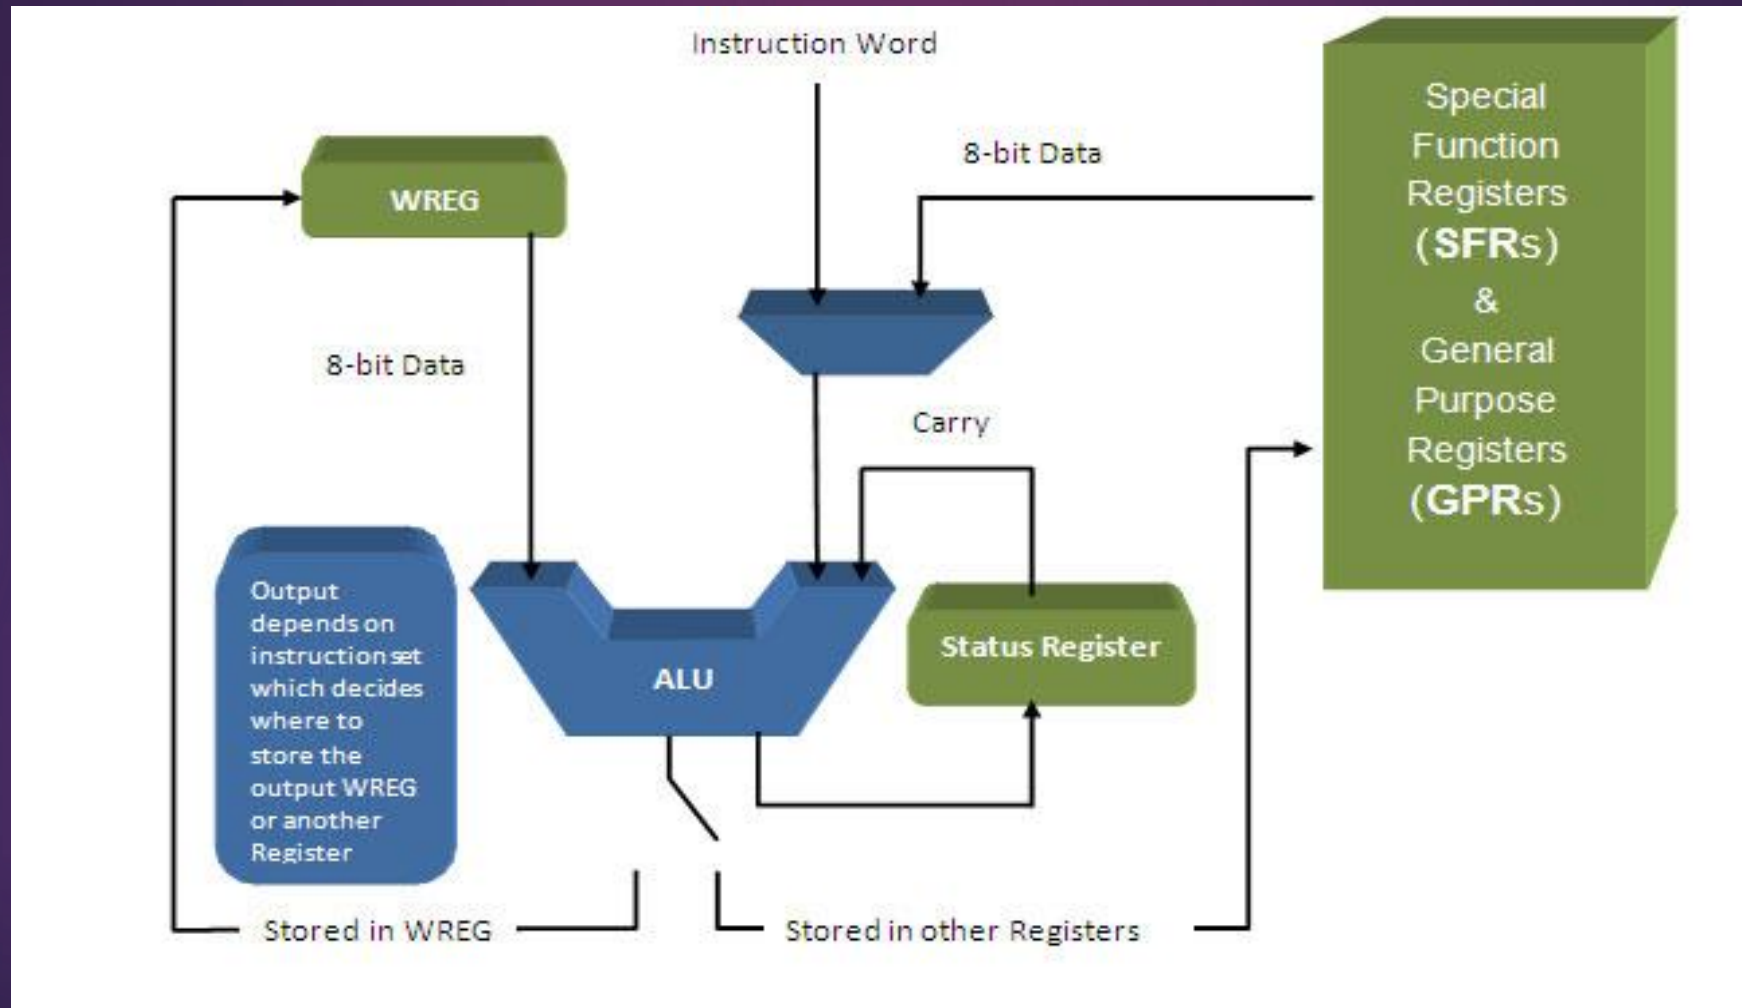 Instruction Word
8-bit Data
WREG
Special
Function
Registers
(SFRs)
&
General
Purpose
Registers
(GPRs)
8-bit Data
Carry
Output
depends on
instruction set
which decides
where to
store the
output WREG
or another
Register
ALU
Status Register
Stored in WREG
Stored in other Registers